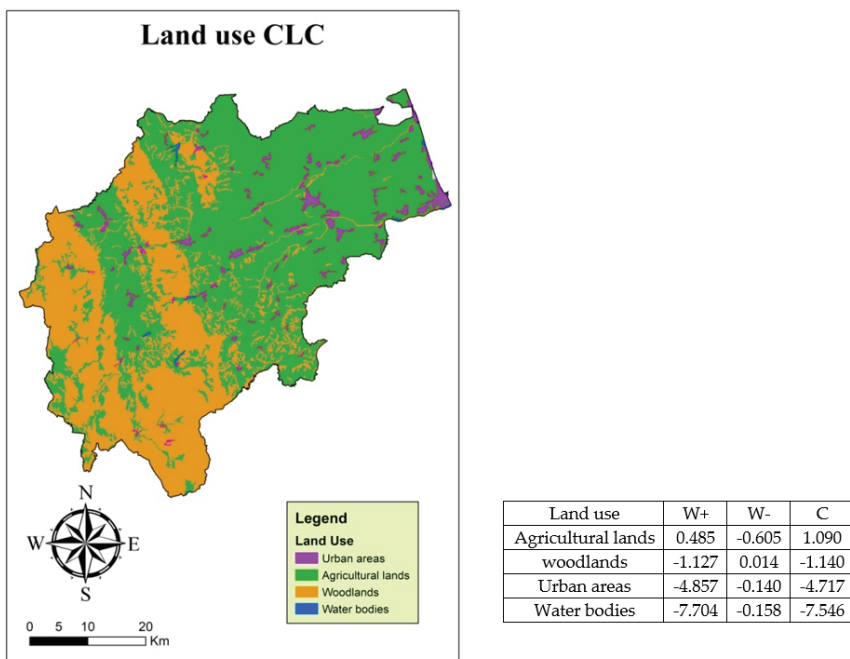 Land use CLC
N
W E
S
0 5 10 20
Km
Legend
Land Use
Urban areas
Agricultural lands
Woodlands
Water bodies
Land use W+ W- C
Agricultural lands 0.485 -0.605 1.090
woodlands -1.127 0.014 -1.140
Urban areas -4.857 -0.140 -4.717
Water bodies -7.704 -0.158 -7.546